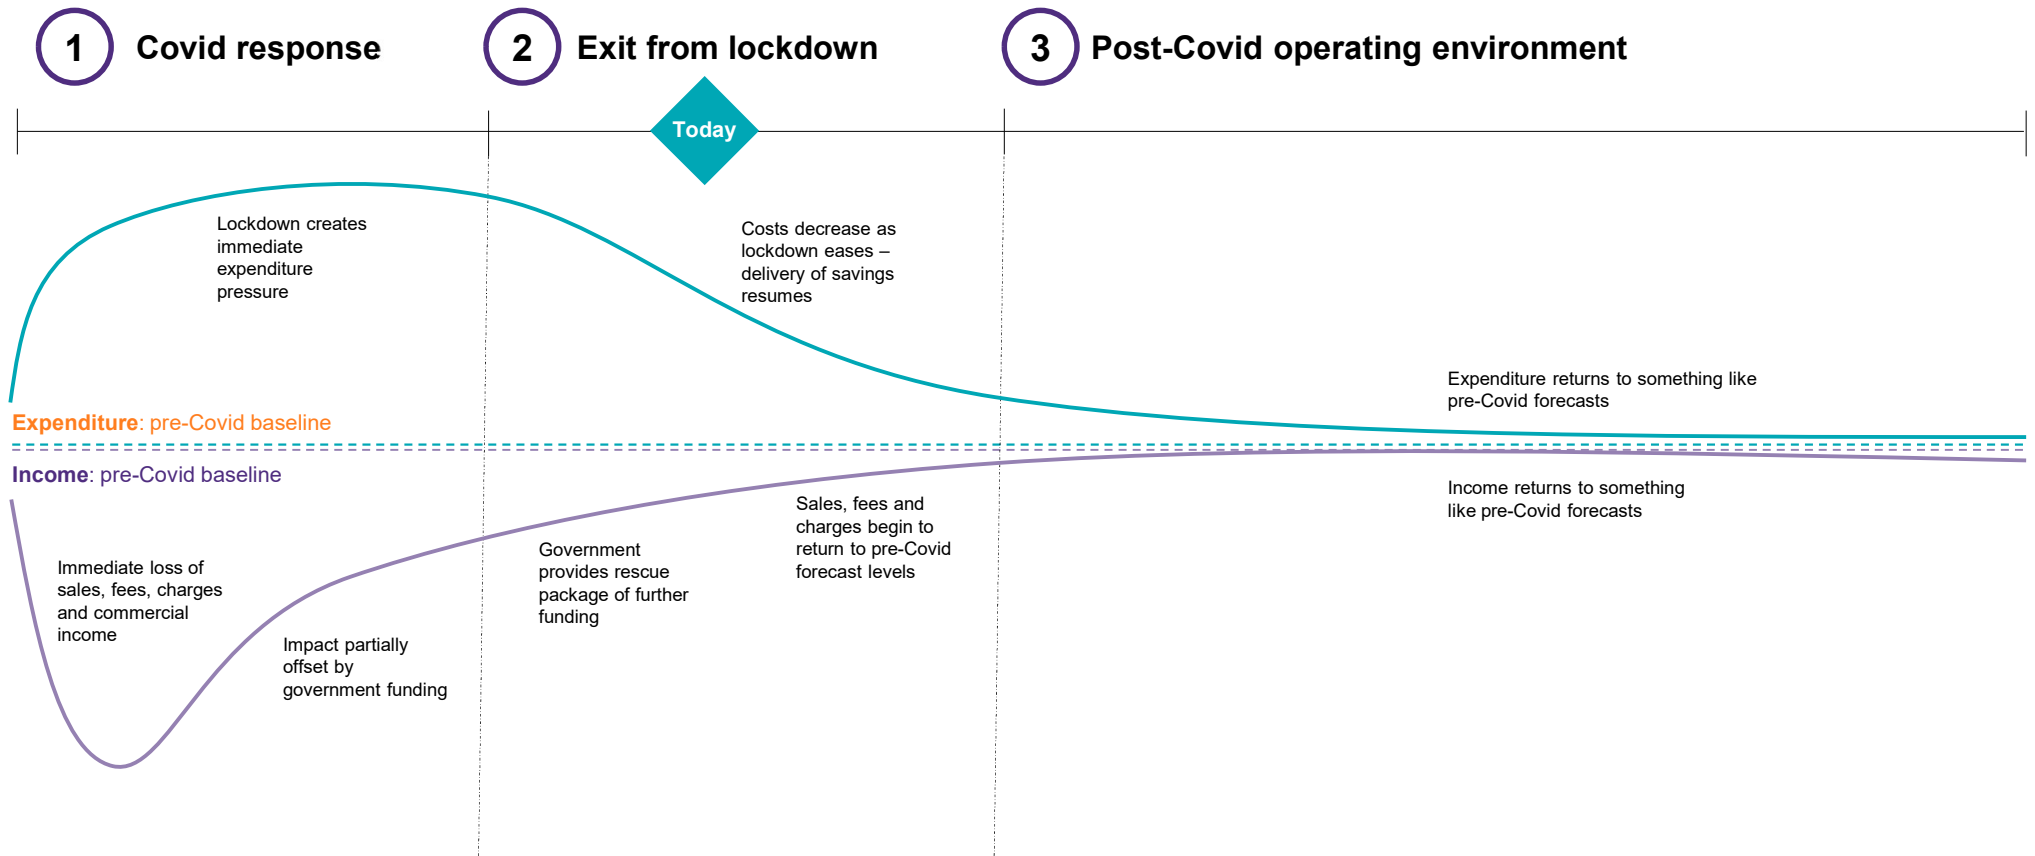 1 Covid response
2 Exit from lockdown
3 Post-Covid operating environment
Today
Lockdown creates
immediate
expenditure
pressure
Costs decrease as
lockdown eases –
delivery of savings
resumes
Expenditure returns to something like
pre-Covid forecasts
Expenditure: pre-Covid baseline
Income: pre-Covid baseline
Immediate loss of
sales, fees, charges
and commercial
income
Impact partially
offset by
government funding
Government
provides rescue
package of further
funding
Sales, fees and
charges begin to
return to pre-Covid
forecast levels
Income returns to something
like pre-Covid forecasts